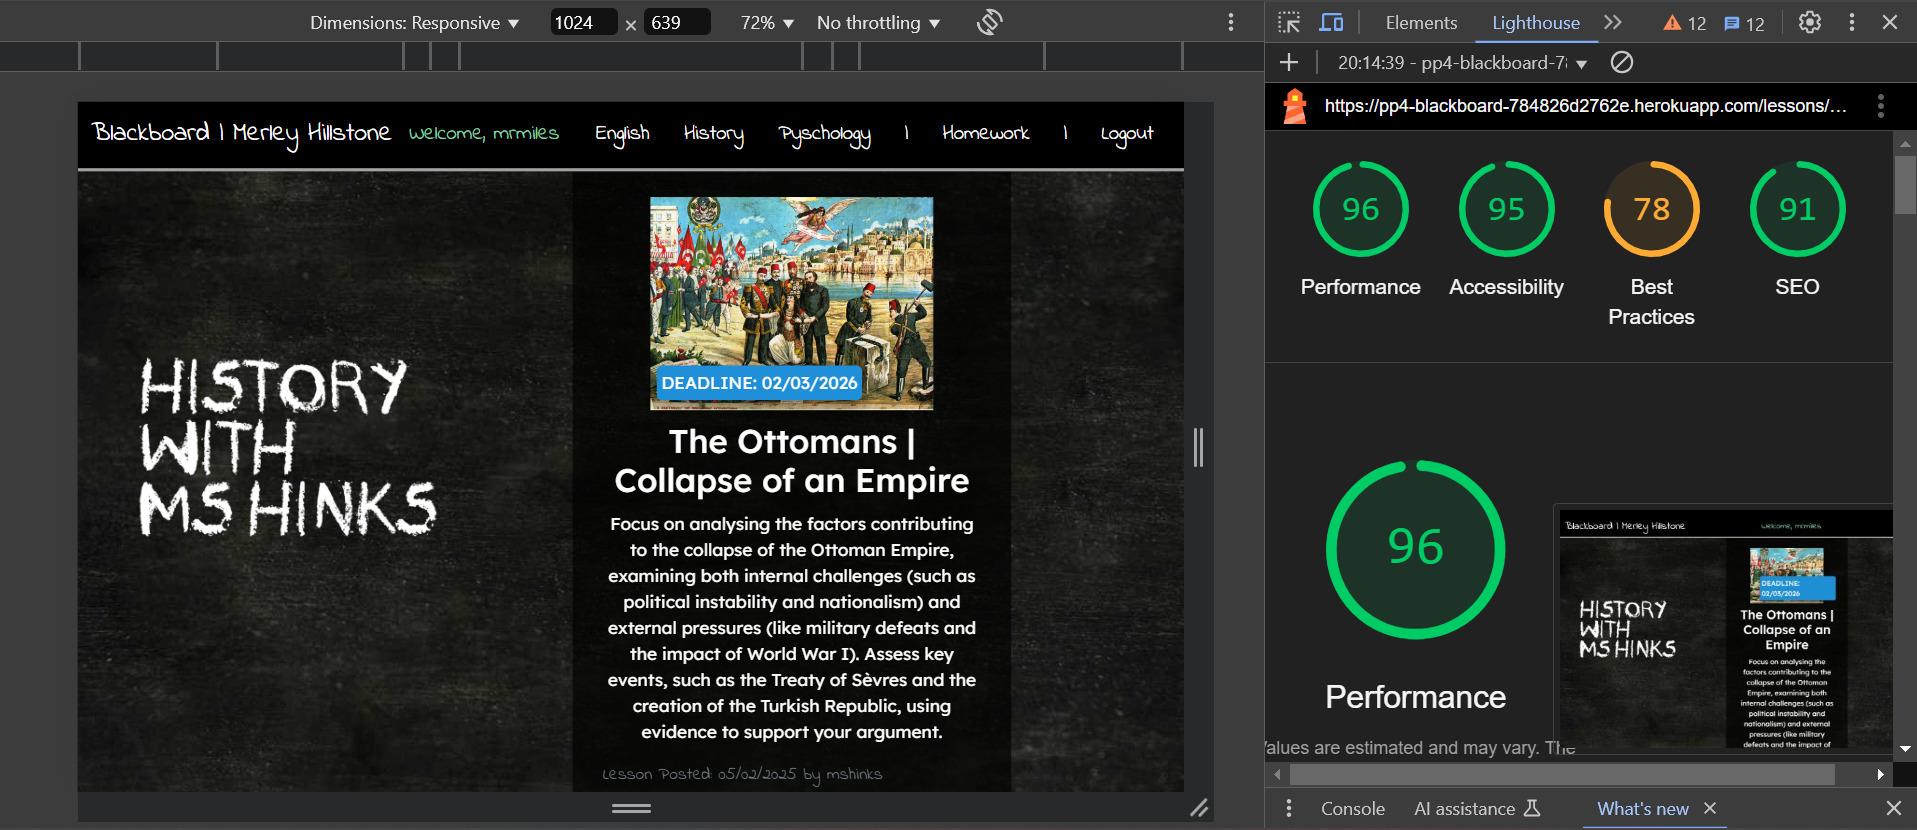 Dimensions: Responsive ▼ 1024 × 639 72% ▼ No throttling ▼
Elements Lighthouse 12 12
20:14:39 - pp4-blackboard-78
https://pp4-blackboard-784826d2762e.herokuapp.com/lessons/…
Blackboard | Merley Hillstone Welcome, mrmiles English History Pyschology | Homework | Logout
HISTORY
WITH
MS HINKS
DEADLINE: 02/03/2026
The Ottomans |
Collapse of an Empire
Focus on analysing the factors contributing
to the collapse of the Ottoman Empire,
examining both internal challenges (such as
political instability and nationalism) and
external pressures (like military defeats and
the impact of World War I). Assess key
events, such as the Treaty of Sèvres and the
creation of the Turkish Republic, using
evidence to support your argument.
Lesson Posted: 05/02/2025 by mshinks
96 95 78 91
Performance Accessibility Best
Practices SEO
96
Performance
Values are estimated and may vary. The
Blackboard | Merley Hillstone Welcome, mrmiles
HISTORY
WITH
MS HINKS
DEADLINE:
02/03/2026
The Ottomans |
Collapse of an
Empire
Focus on analysing the
factors contributing to the
collapse of the Ottoman
Empire, examining both
internal challenges (such as
political instability and
nationalism) and external
pressures (like military
defeats and the impact of
Console AI assistance What's new